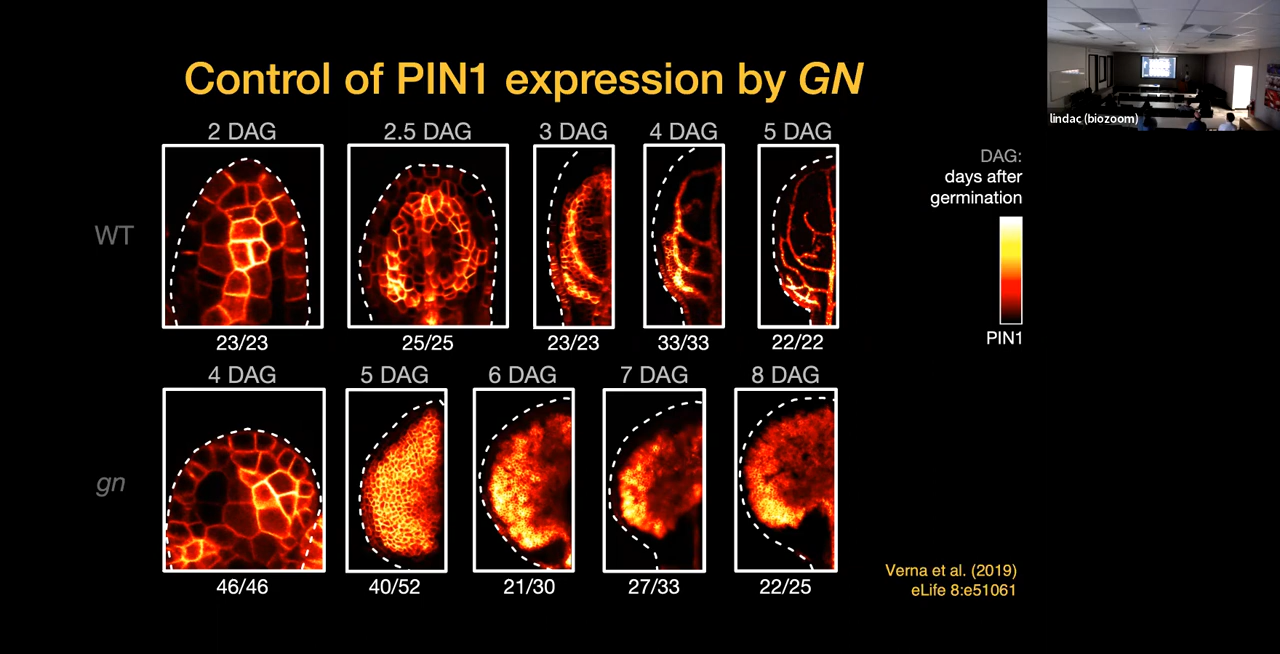 Control of PIN1 expression by GN
lindac (biozoom)
2 DAG
2.5 DAG
3 DAG
4 DAG
5 DAG
DAG:
days after
germination
WT
PIN1
23/23
25/25
23/23
33/33
22/22
4 DAG
5 DAG
6 DAG
7 DAG
8 DAG
gn
46/46
40/52
21/30
27/33
22/25
Verna et al. (2019)
eLife 8:e51061